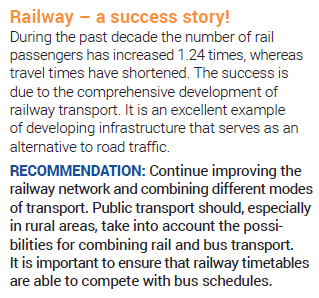 Railway – a success story!
During the past decade the number of rail
passengers has increased 1.24 times, whereas
travel times have shortened. The success is
due to the comprehensive development of
railway transport. It is an excellent example
of developing infrastructure that serves as an
alternative to road traffic.
RECOMMENDATION: Continue improving the
railway network and combining different modes
of transport. Public transport should, especially
in rural areas, take into account the possi-
bilities for combining rail and bus transport.
It is important to ensure that railway timetables
are able to compete with bus schedules.